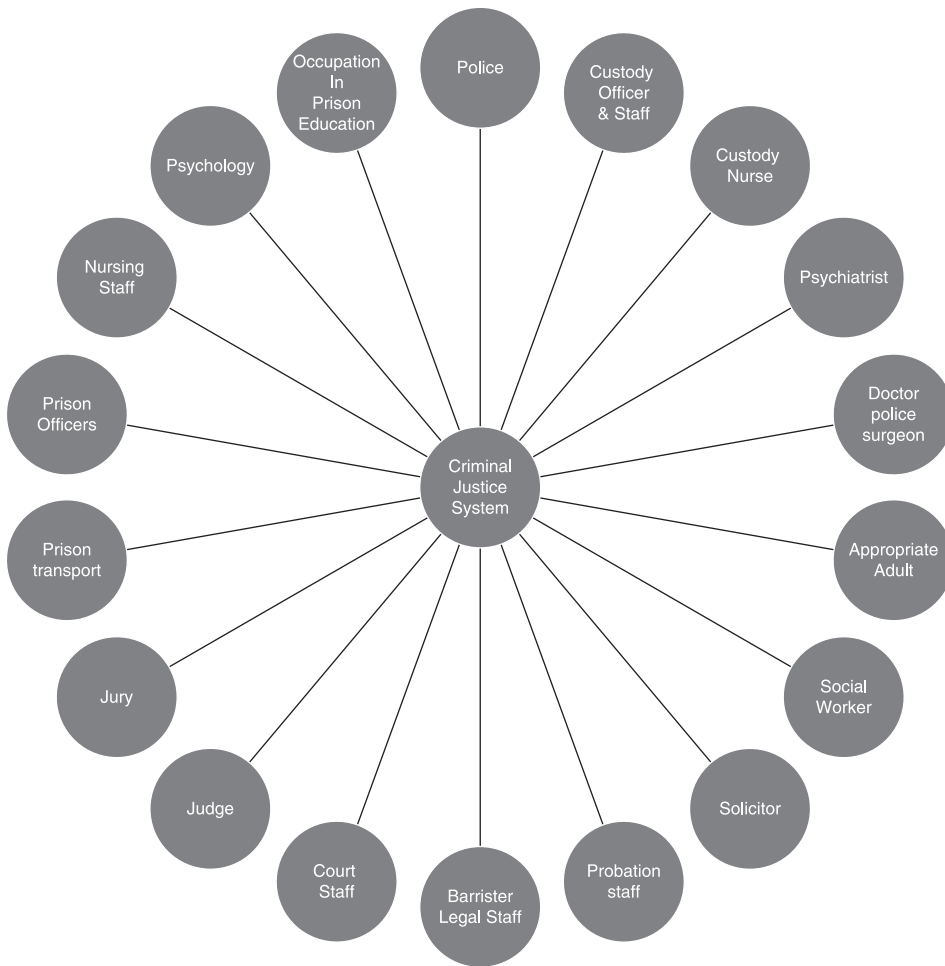 Police
Custody
Officer
& Staff
Custody
Nurse
Psychiatrist
Doctor
police
surgeon
Appropriate
Adult
Social
Worker
Solicitor
Probation
staff
Barrister
Legal Staff
Court
Staff
Judge
Jury
Prison
transport
Prison
Officers
Nursing
Staff
Psychology
Occupation
In
Prison
Education
Criminal
Justice
System